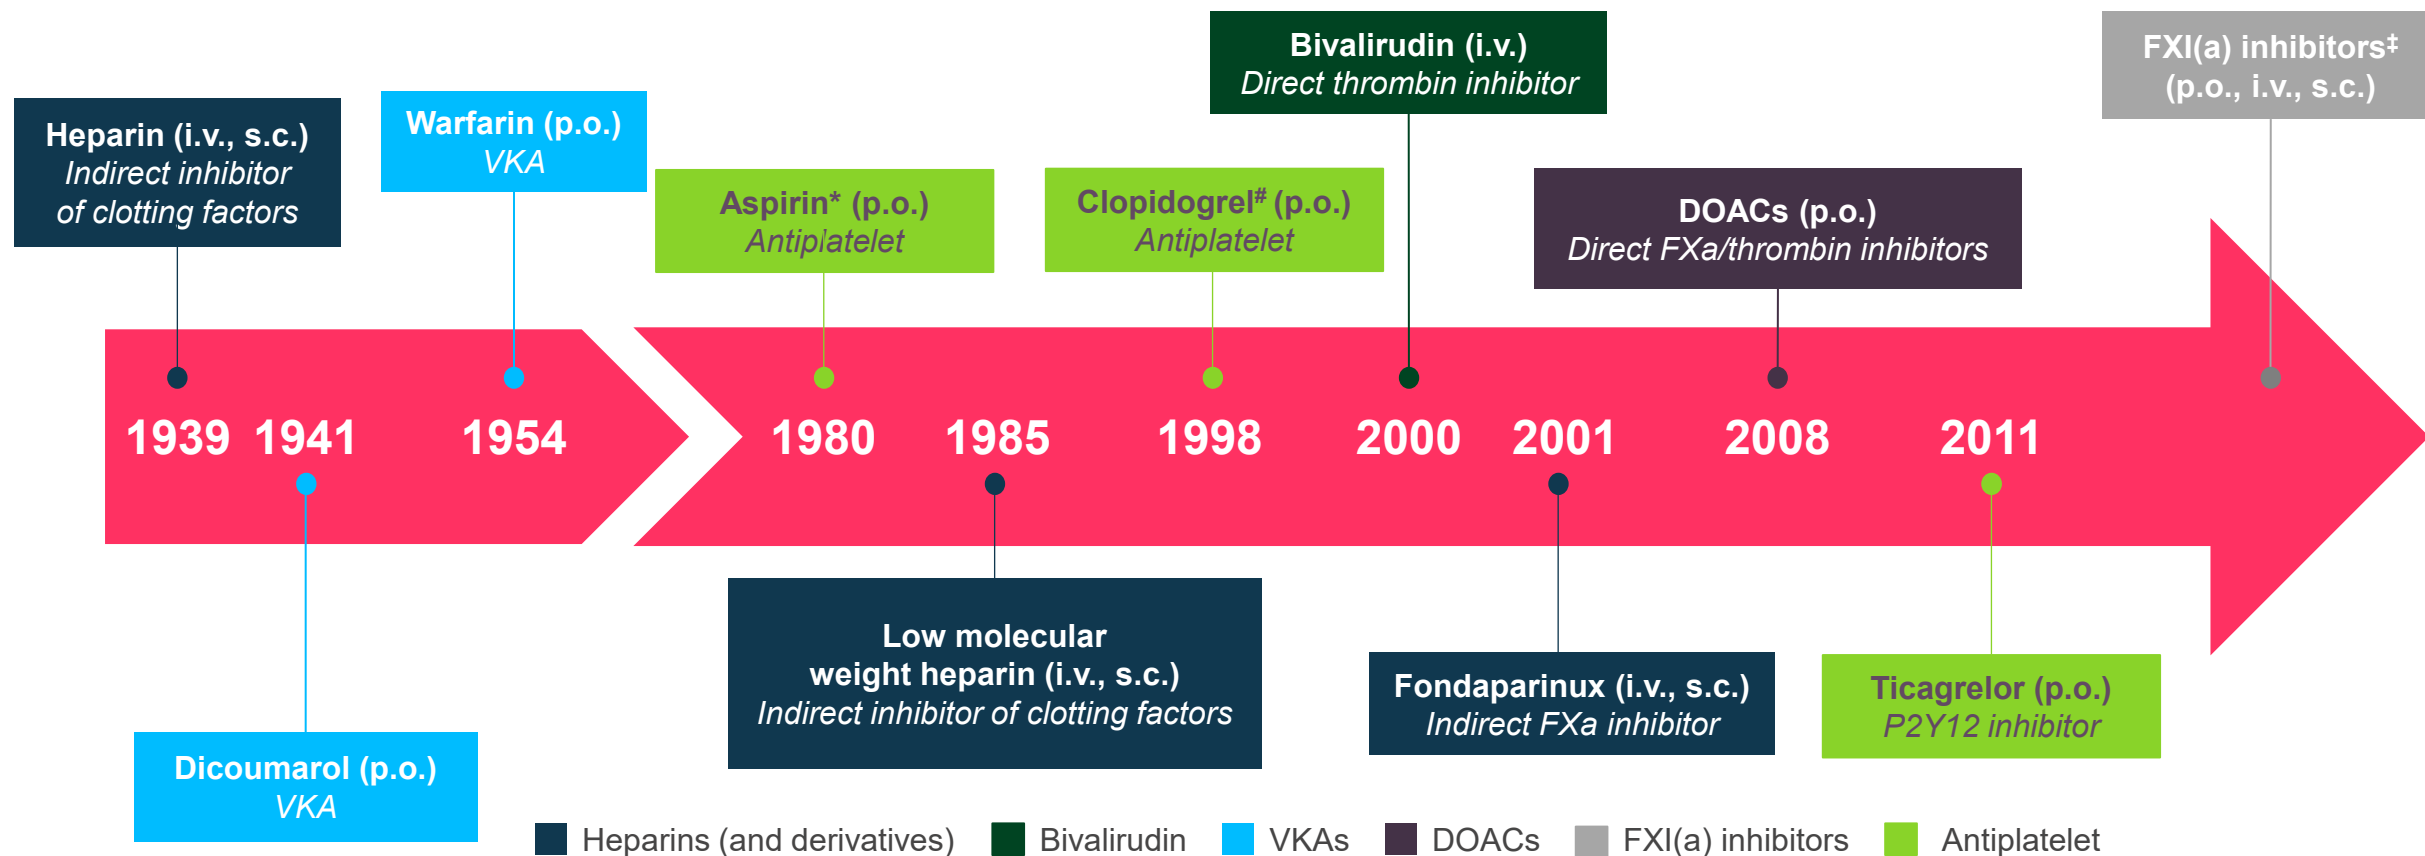 Bivalirudin (i.v.)
Direct thrombin inhibitor
FXI(a) inhibitors‡
(p.o., i.v., s.c.)
Heparin (i.v., s.c.)
Indirect inhibitor
of clotting factors
Warfarin (p.o.)
VKA
Aspirin* (p.o.)
Antiplatelet
Clopidogrel# (p.o.)
Antiplatelet
DOACs (p.o.)
Direct FXa/thrombin inhibitors
1939 1941 1954 1980 1985 1998 2000 2001 2008 2011
Low molecular
weight heparin (i.v., s.c.)
Indirect inhibitor of clotting factors
Fondaparinux (i.v., s.c.)
Indirect FXa inhibitor
Ticagrelor (p.o.)
P2Y12 inhibitor
Dicoumarol (p.o.)
VKA
Heparins (and derivatives) Bivalirudin VKAs DOACs FXI(a) inhibitors Antiplatelet